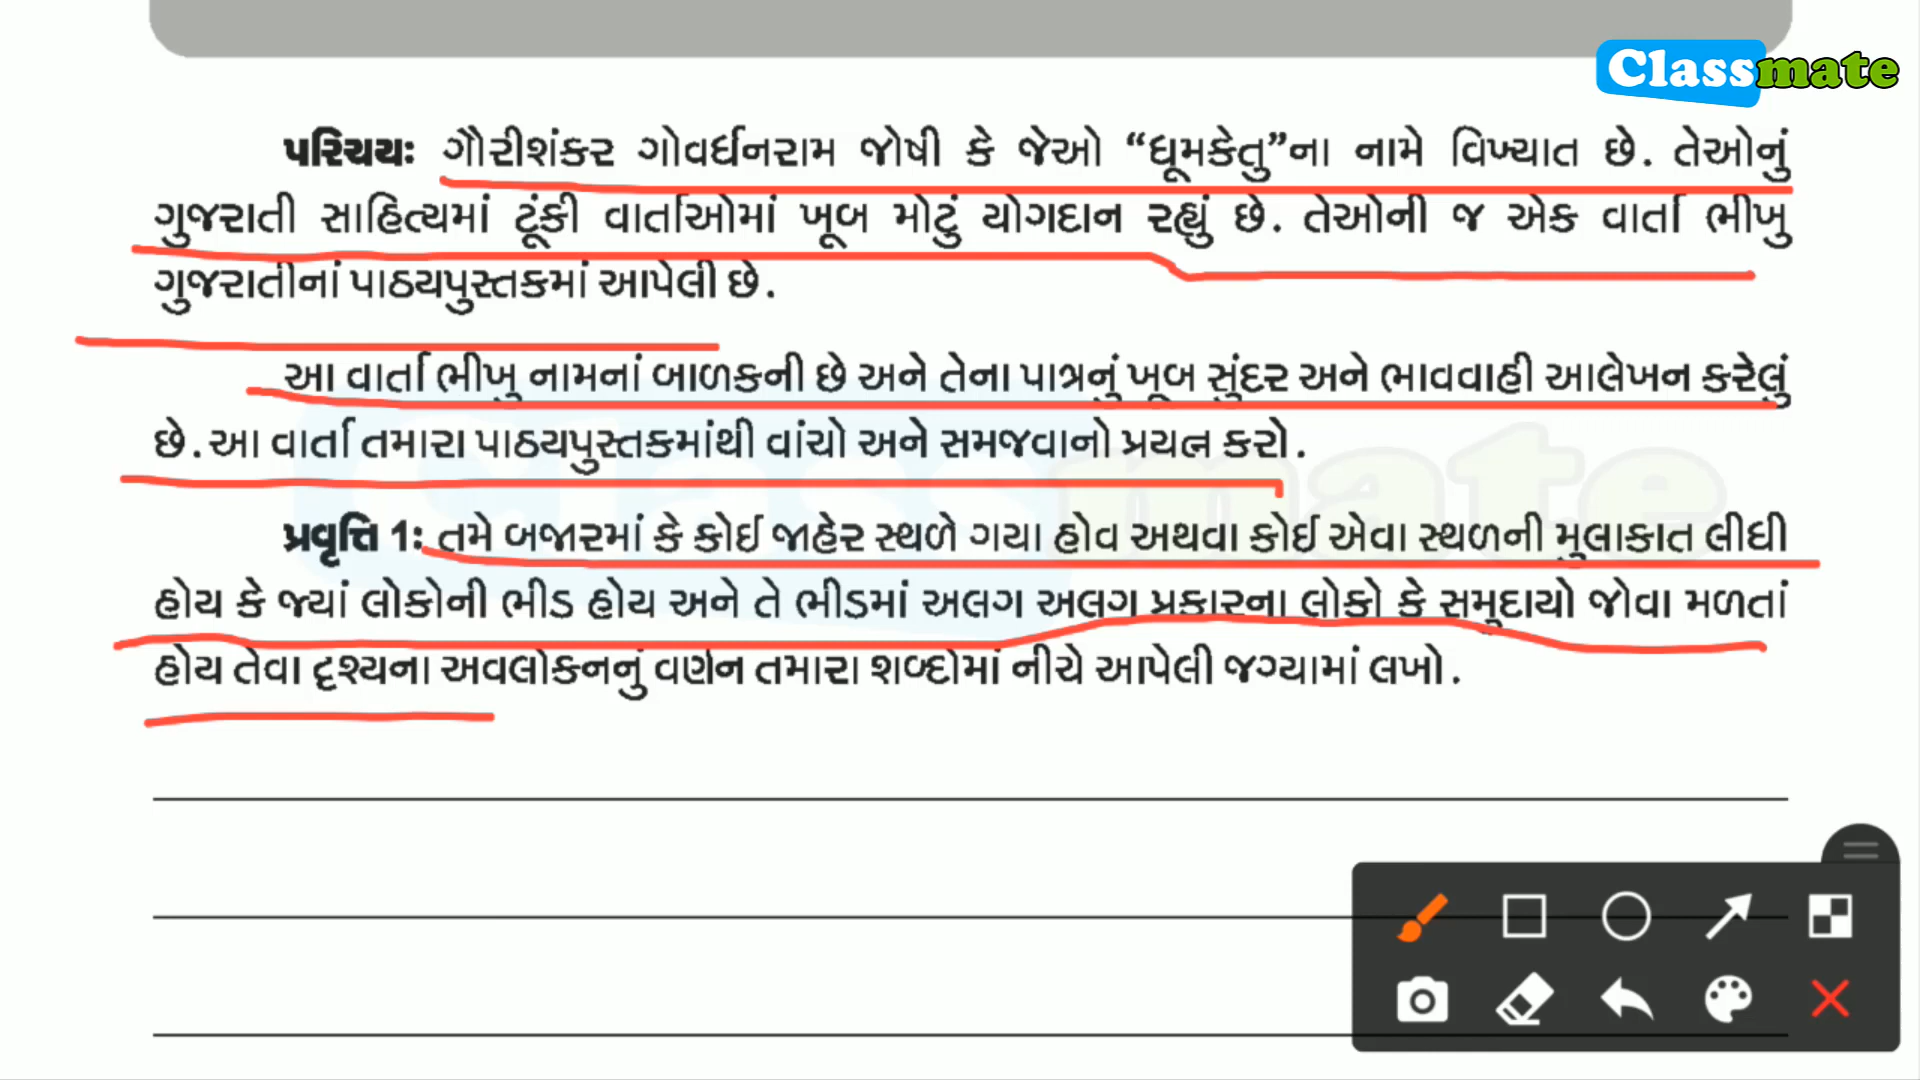 Classmate
પરિચયઃ ગૌરીશંકર ગોવર્ધનરામ જોષી કે જેઓ “ધૂમકેતુ”ના નામે વિખ્યાત છે. તેઓનું
ગુજરાતી સાહિત્યમાં ટૂંકી વાર્તાઓમાં ખૂબ મોટું યોગદાન રહ્યું છે. તેઓની જ એક વાર્તા ભીખુ
ગુજરાતીનાં પાઠ્યપુસ્તકમાં આપેલી છે.
આ વાર્તા ભીખુ નામનાં બાળકની છે અને તેના પાત્રનું ખૂબ સુંદર અને ભાવવાહી આલેખન કરેલું
છે. આ વાર્તા તમારા પાઠ્યપુસ્તકમાંથી વાંચો અને સમજવાનો પ્રયત્ન કરો.
પ્રવૃત્તિ 1: તમે બજારમાં કે કોઈ જાહેર સ્થળે ગયા હોવ અથવા કોઈ એવા સ્થળની મુલાકાત લીધી
હોય કે જ્યાં લોકોની ભીડ હોય અને તે ભીડમાં અલગ અલગ પ્રકારના લોકો કે સમુદાયો જોવા મળતાં
હોય તેવા દૃશ્યના અવલોકનનું વર્ણન તમારા શબ્દોમાં નીચે આપેલી જગ્યામાં લખો.